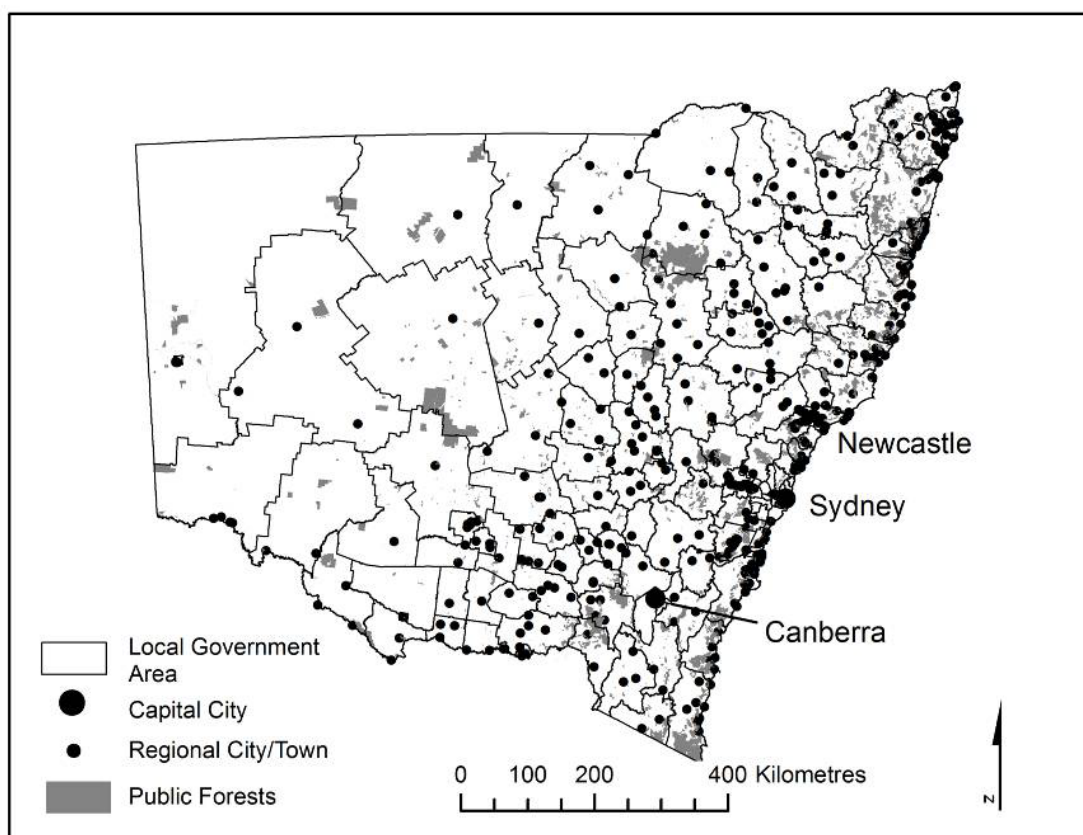 Newcastle
Sydney
Canberra
Local Government
Area
Capital City
Regional City/Town
Public Forests
0 100 200 400 Kilometres
N